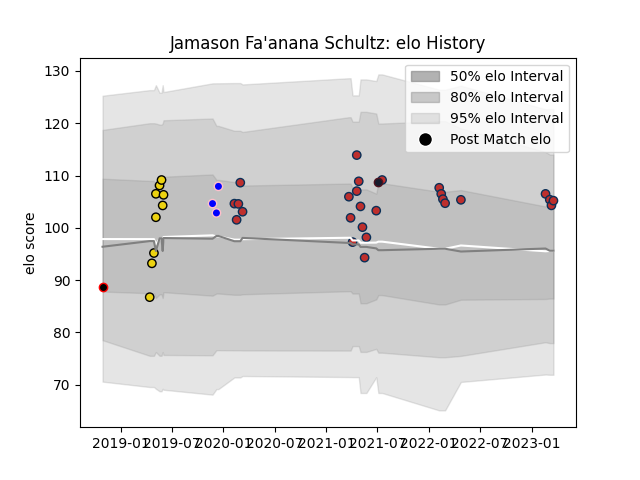 Jamason Fa'anana Schultz: elo History
50% elo Interval
80% elo Interval
95% elo Interval
Post Match elo
elo score
130
120
110
100
90
80
70
2019-01 2019-07 2020-01 2020-07 2021-01 2021-07 2022-01 2022-07 2023-01